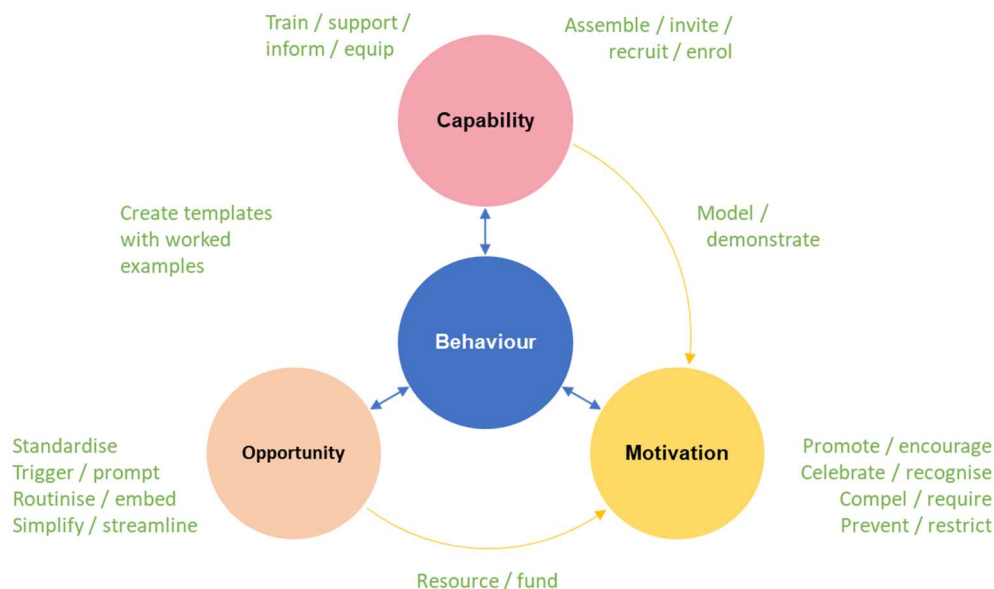 Train / support /
inform / equip
Assemble / invite /
recruit / enrol
Capability
Create templates
with worked
examples
Model /
demonstrate
Behaviour
Opportunity
Motivation
Standardise
Trigger / prompt
Routinise / embed
Simplify / streamline
Promote / encourage
Celebrate / recognise
Compel / require
Prevent / restrict
Resource / fund